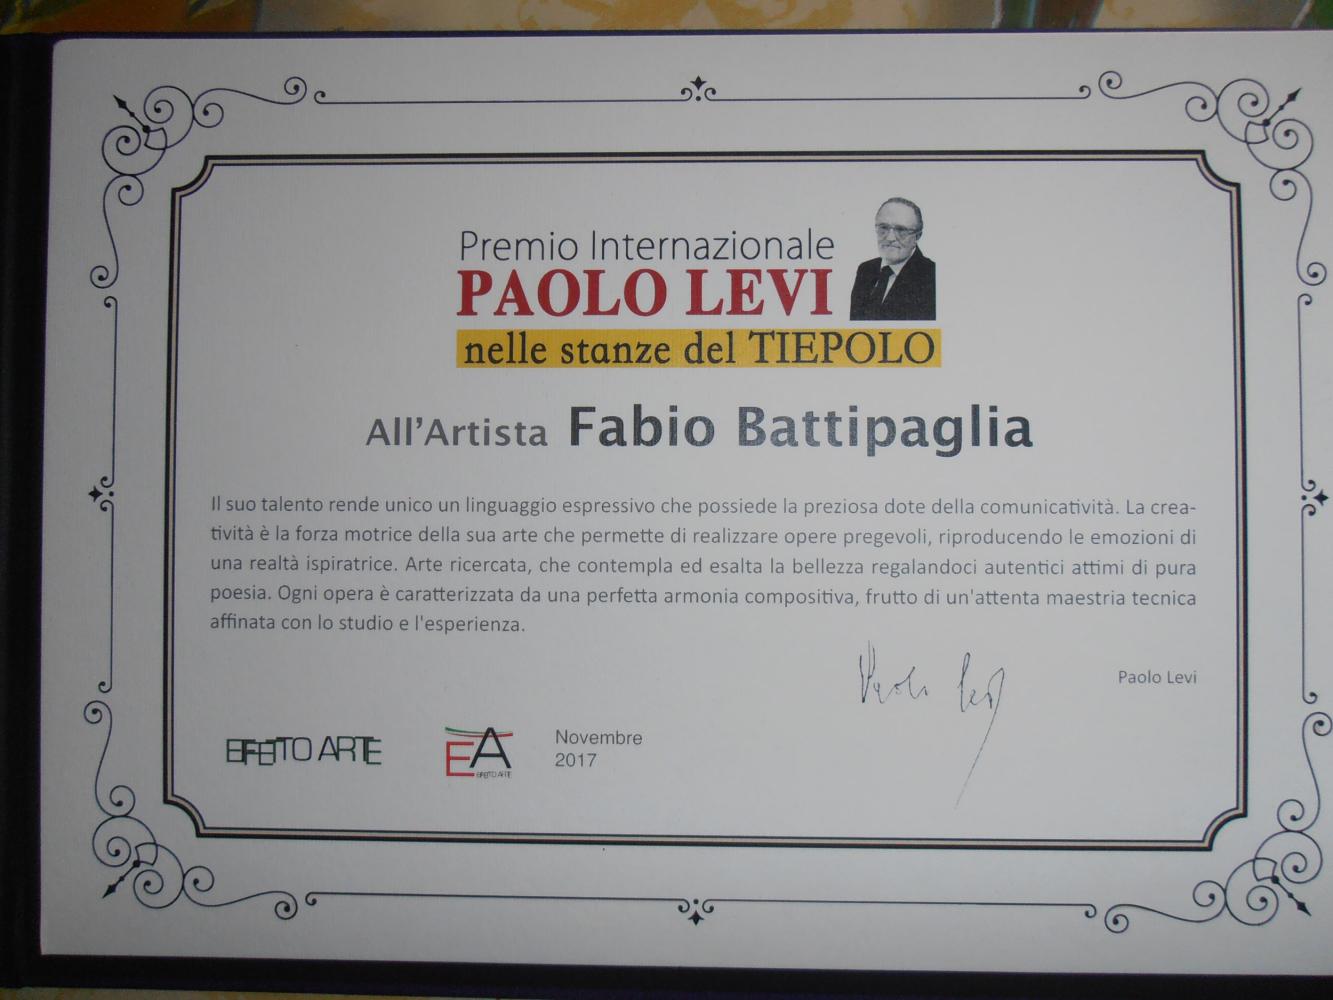 Premio Internazionale
PAOLO LEVI
nelle stanze del TIEPOLO
All'Artista Fabio Battipaglia
Il suo talento rende unico un linguaggio espressivo che possiede la preziosa dote della comunicatività. La crea-
tività è la forza motrice della sua arte che permette di realizzare opere pregevoli, riproducendo le emozioni di
una realtà ispiratrice. Arte ricercata, che contempla ed esalta la bellezza regalandoci autentici attimi di pura
poesia. Ogni opera è caratterizzata da una perfetta armonia compositiva, frutto di un'attenta maestria tecnica
affinata con lo studio e l'esperienza.
Paolo Levi
Paolo Levi
EFFETTO ARTE
EA
EFFETTO ARTE
Novembre
2017